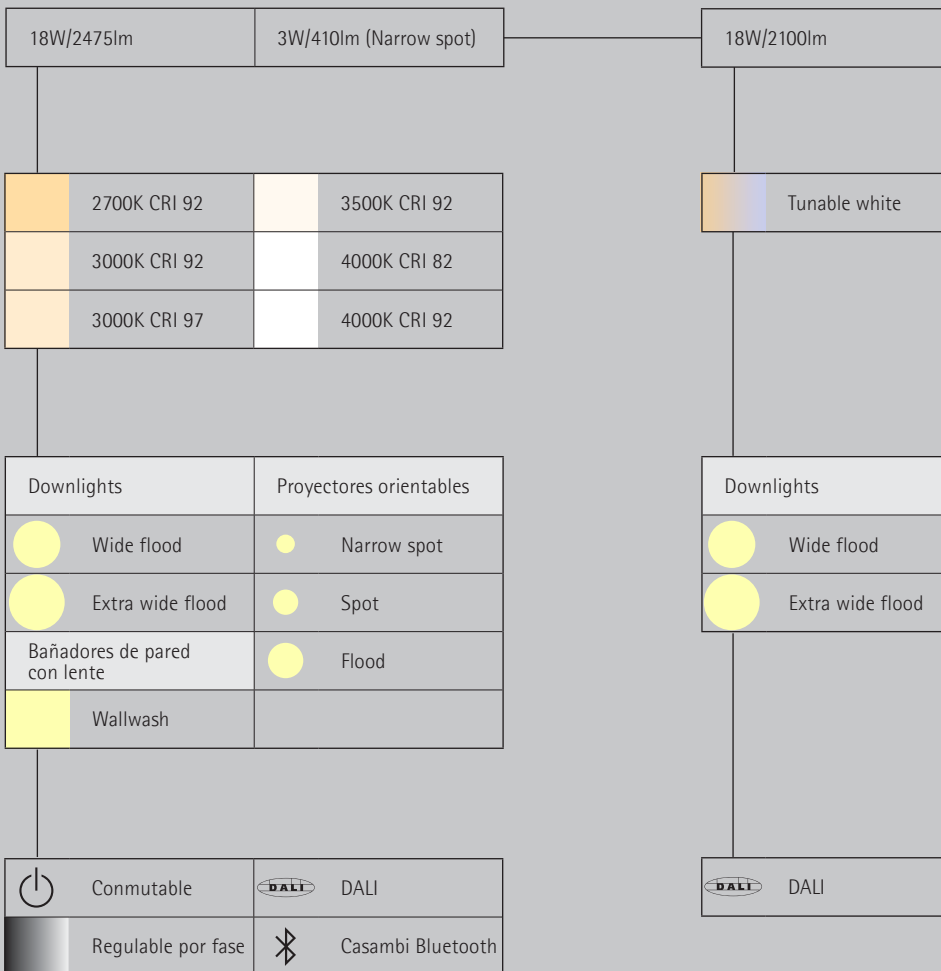 18W/2475lm
3W/410lm (Narrow spot)
18W/2100lm
2700K CRI 92
3500K CRI 92
Tunable white
3000K CRI 92
4000K CRI 82
3000K CRI 97
4000K CRI 92
Downlights
Proyectores orientables
Downlights
Wide flood
Narrow spot
Wide flood
Extra wide flood
Spot
Extra wide flood
Bañadores de pared
con lente
Flood
Wallwash
Conmutable
DALI
DALI
DALI
DALI
Regulable por fase
Casambi Bluetooth